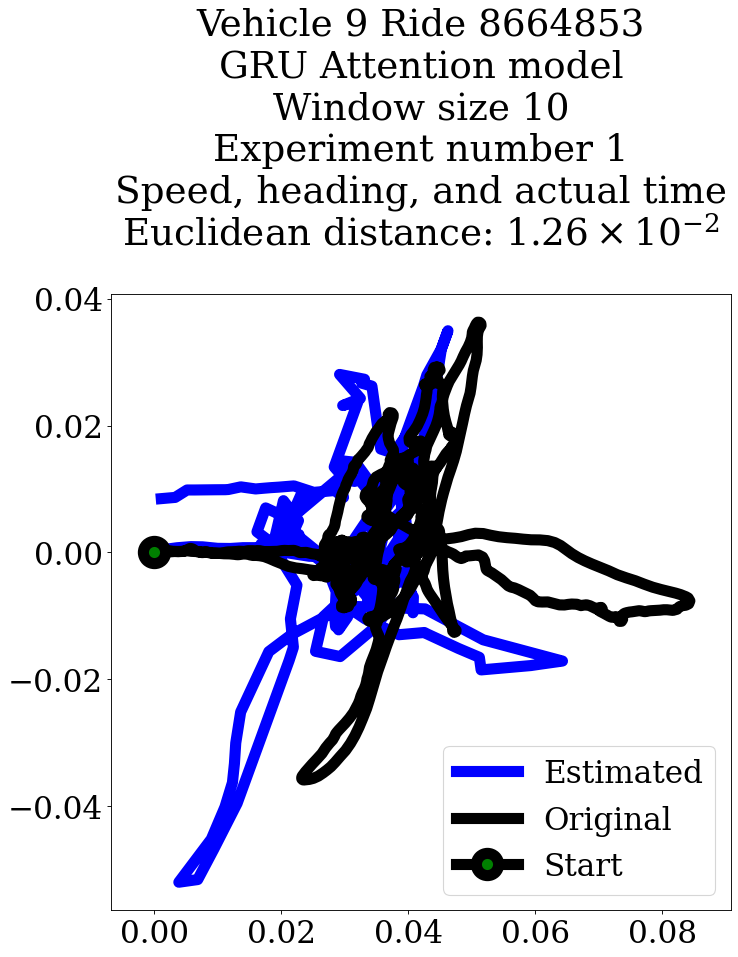 Vehicle 9 Ride 8664853
GRU Attention model
Window size 10
Experiment number 1
Speed, heading, and actual time
Euclidean distance: 1.26 × 10⁻²
0.04
0.02
0.00
−0.02
−0.04
Estimated
Original
Start
0.00 0.02 0.04 0.06 0.08